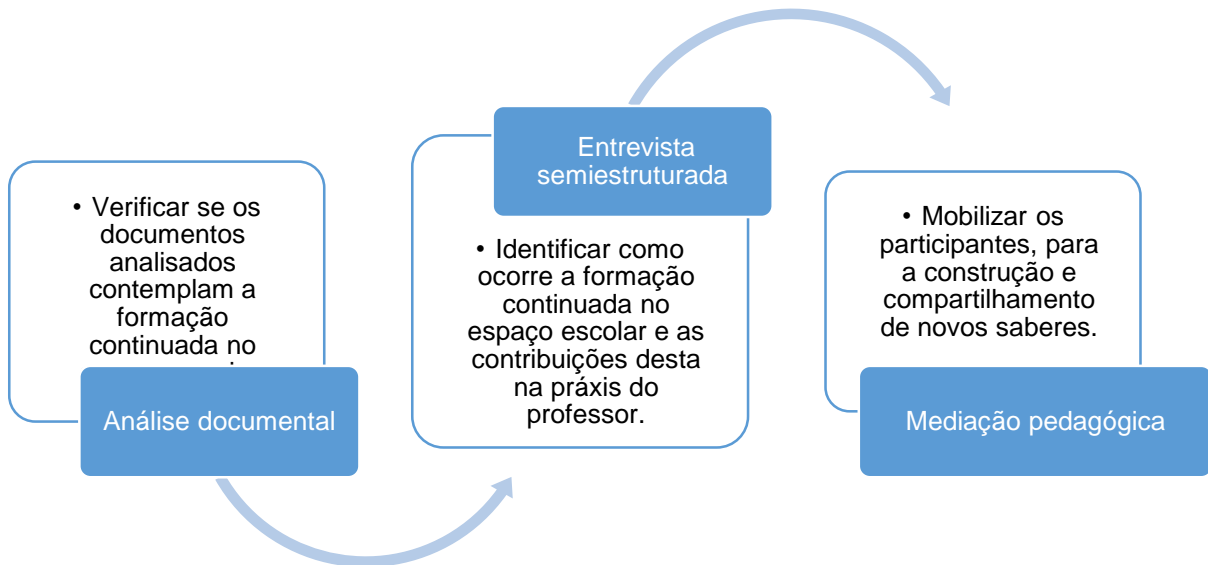 • Verificar se os
documentos
analisados
contemplam a
formação
continuada no
Análise documental
Entrevista
semiestruturada
• Identificar como
ocorre a formação
continuada no
espaço escolar e as
contribuições desta
na práxis do
professor.
• Mobilizar os
participantes, para
a construção e
compartilhamento
de novos saberes.
Mediação pedagógica